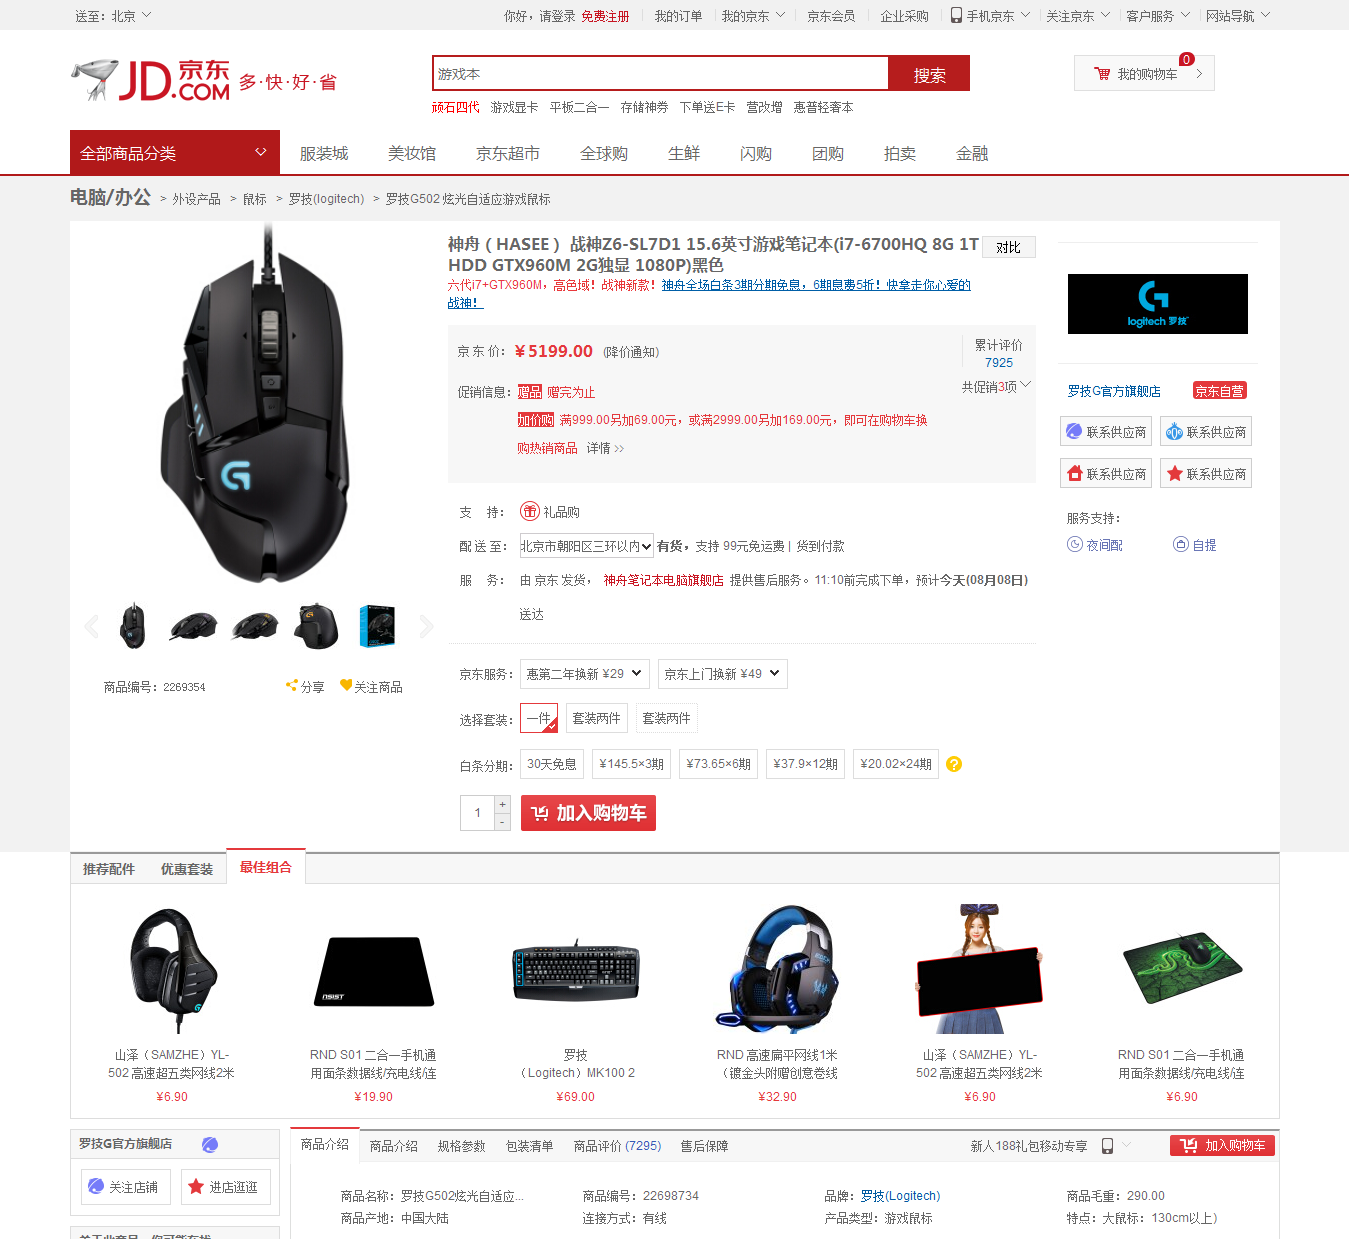 送至：北京
你好，请登录 免费注册 我的订单 我的京东 京东会员 企业采购 手机京东 关注京东 客户服务 网站导航
JD.COM 京东 多·快·好·省
游戏本 搜索
我的购物车 0
顽石四代 游戏显卡 平板二合一 存储神券 下单送E卡 营改增 惠普轻奢本
全部商品分类 服装城 美妆馆 京东超市 全球购 生鲜 闪购 团购 拍卖 金融
电脑/办公 > 外设产品 > 鼠标 > 罗技(logitech) > 罗技G502 炫光自适应游戏鼠标
神舟（HASEE） 战神Z6-SL7D1 15.6英寸游戏笔记本(i7-6700HQ 8G 1T
HDD GTX960M 2G独显 1080P)黑色
对比
六代i7+GTX960M，高色域！战神新款！神舟全场白条3期分期免息，6期息费5折！快拿走你心爱的
战神！
京 东 价： ¥5199.00 (降价通知)
累计评价
7925
促销信息： 赠品 赠完为止
共促销3项
加价购 满999.00另加69.00元，或满2999.00另加169.00元，即可在购物车换
购热销商品 详情 >>
支 持： 礼品购
配 送 至： 北京市朝阳区三环以内 有货，支持 99元免运费 | 货到付款
服 务： 由 京东 发货， 神舟笔记本电脑旗舰店 提供售后服务。11:10前完成下单，预计今天(08月08日)
送达
京东服务： 惠第二年换新 ¥29 京东上门换新 ¥49
选择套装： 一件 套装两件 套装两件
白条分期： 30天免息 ¥145.5×3期 ¥73.65×6期 ¥37.9×12期 ¥20.02×24期 ?
1 + - 加入购物车
商品编号：2269354 分享 关注商品
logitech 罗技
罗技G官方旗舰店 京东自营
联系供应商 联系供应商
联系供应商 联系供应商
服务支持：
夜间配 自提
推荐配件 优惠套装 最佳组合
NSIST
山泽（SAMZHE）YL-
502 高速超五类网线2米
¥6.90
RND S01 二合一手机通
用面条数据线/充电线/连
¥19.90
罗技
（Logitech）MK100 2
¥69.00
RND 高速扁平网线1米
（镀金头附赠创意卷线
¥32.90
山泽（SAMZHE）YL-
502 高速超五类网线2米
¥6.90
RND S01 二合一手机通
用面条数据线/充电线/连
¥6.90
罗技G官方旗舰店
关注店铺 进店逛逛
商品介绍 商品介绍 规格参数 包装清单 商品评价 (7295) 售后保障
新人188礼包移动专享 加入购物车
商品名称：罗技G502炫光自适应... 商品编号：22698734 品牌：罗技(Logitech) 商品毛重：290.00
商品产地：中国大陆 连接方式：有线 产品类型：游戏鼠标 特点：大鼠标：130cm以上）